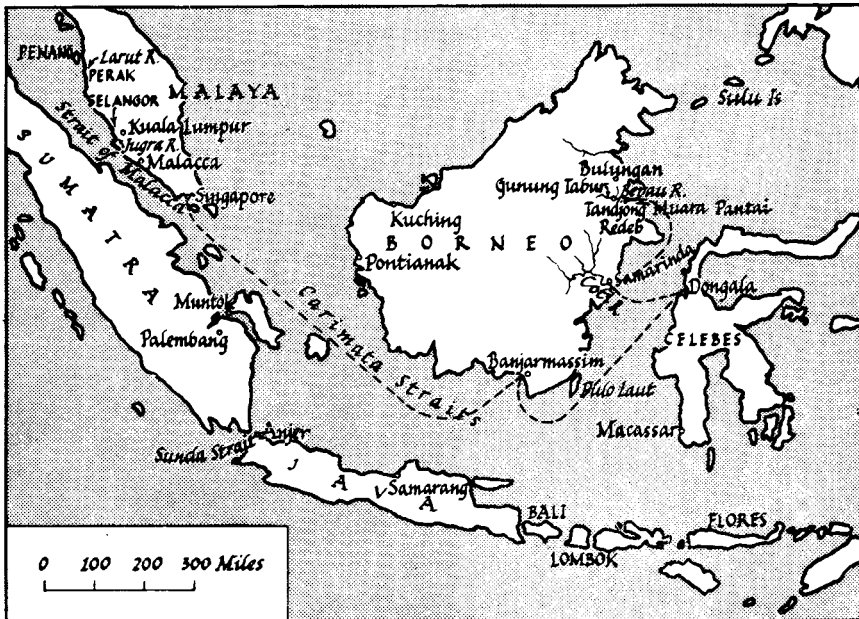 PENANG
Larut R.
PERAK
SELANGOR
MALAYA
Kuala Lumpur
Jugra R.
Malacca
Strait of Malacca
Singapore
SUMATRA
Muntok
Palembang
Carimata Straits
Sunda Strait
Anjer
JAVA
Samarang
BALI
LOMBOK
FLORES
Sulu Is
Bulungan
Gunung Tabur
Berau R.
Tandjong
Redeb
Muara Pantai
Kuching
BORNEO
Pontianak
Samarinda
Dongala
CELEBES
Banjarmassim
Pulo Laut
Macassar
0 100 200 300 Miles